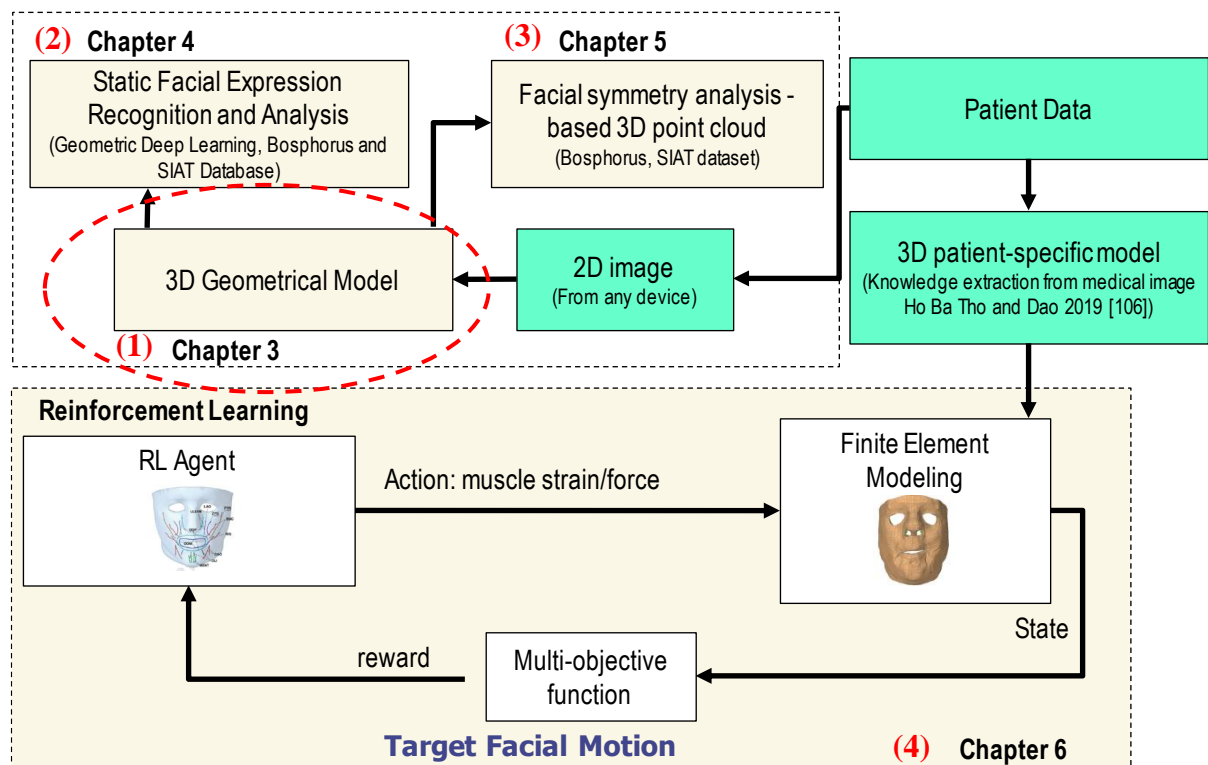 (2) Chapter 4
Static Facial Expression
Recognition and Analysis
(Geometric Deep Learning, Bosphorus and
SIAT Database)
(3) Chapter 5
Facial symmetry analysis -
based 3D point cloud
(Bosphorus, SIAT dataset)
Patient Data
3D Geometrical Model
2D image
(From any device)
3D patient-specific model
(Knowledge extraction from medical image
Ho Ba Tho and Dao 2019 [106])
(1) Chapter 3
Reinforcement Learning
RL Agent
Action: muscle strain/force
Finite Element
Modeling
State
reward
Multi-objective
function
Target Facial Motion
(4) Chapter 6